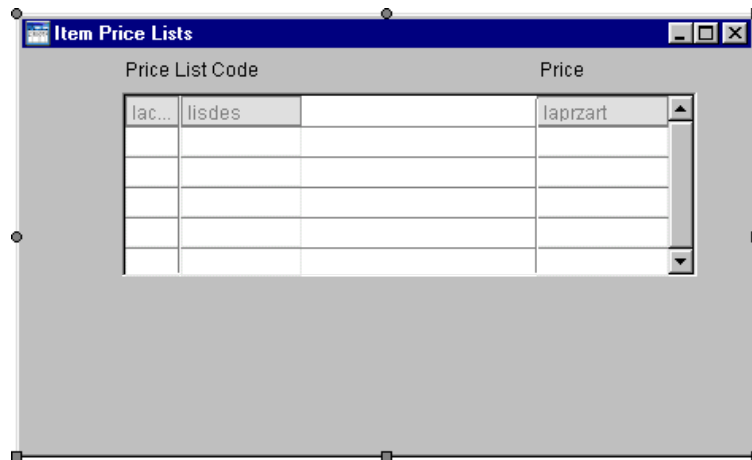 Item Price Lists
Price List Code Price
lac... lisdes laprzart